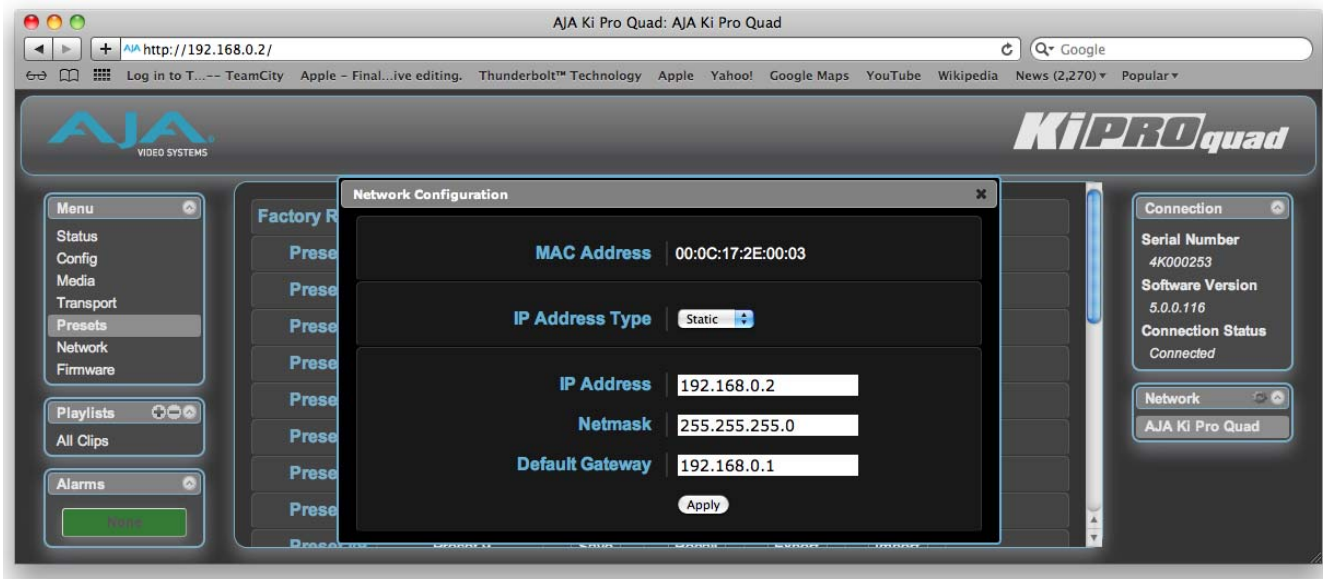 AJA Ki Pro Quad: AJA Ki Pro Quad
AJA http://192.168.0.2/
Google
Log in to T...-- TeamCity Apple – Final...ive editing. Thunderbolt™ Technology Apple Yahoo! Google Maps YouTube Wikipedia News (2,270) Popular
AJA
VIDEO SYSTEMS
KiPRO quad
Menu
Status
Config
Media
Transport
Presets
Network
Firmware
Playlists
All Clips
Alarms
None
Factory R
Prese
Prese
Prese
Prese
Prese
Prese
Prese
Prese
Network Configuration
MAC Address 00:0C:17:2E:00:03
IP Address Type Static
IP Address 192.168.0.2
Netmask 255.255.255.0
Default Gateway 192.168.0.1
Apply
Connection
Serial Number
4K000253
Software Version
5.0.0.116
Connection Status
Connected
Network
AJA Ki Pro Quad